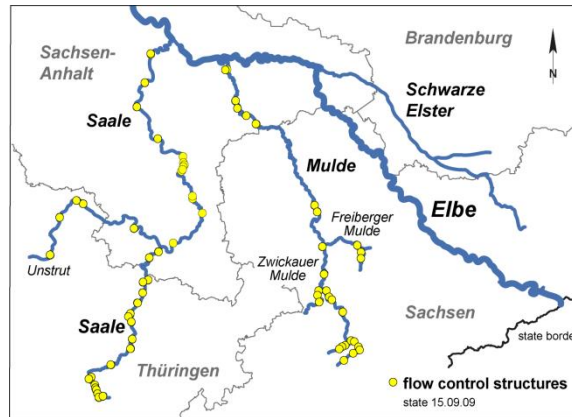 Sachsen-
Anhalt
Brandenburg
N
Schwarze
Elster
Saale
Mulde
Elbe
Freiberger
Mulde
Unstrut
Zwickauer
Mulde
Saale
Sachsen
state borde
Thüringen
flow control structures
state 15.09.09